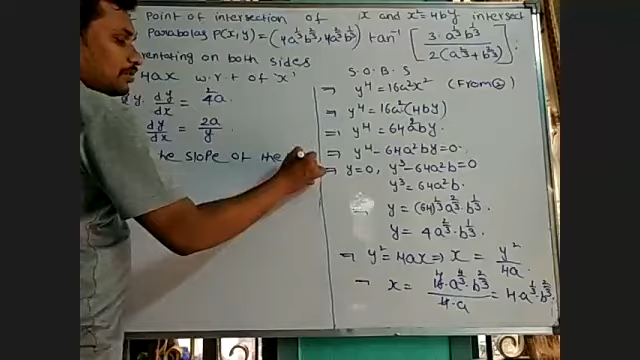 Point of intersection of x and x² = 4by intersect
Parabolas P(x,y) = (4a^{1/3}b^{2/3}, 4a^{2/3}b^{1/3}) tan⁻¹ [ 3·a^{1/3}b^{1/3} / 2(a^{2/3}+b^{2/3}) ].
rentating on both sides
4ax w.r.t of 'x'
y. dy/dx = ²4a.
dy/dx = 2a/y.
he slope of the
S.O.B.S
⇒ y⁴ = 16a²x² (From ②)
⇒ y⁴ = 16a²(4by)
⇒ y⁴ = 64a²by.
⇒ y⁴ - 64a²by = 0.
⇒ y=0, y³ - 64a²b = 0
y³ = 64a²b.
y = (64)^{1/3} a^{2/3}·b^{1/3}
y = 4a^{2/3}·b^{1/3}.
⇒ y² = 4ax ⇒ x = y²/4a
x = 16·a^{4/3}·b^{2/3} / 4·a = 4·a^{1/3}·b^{2/3}.